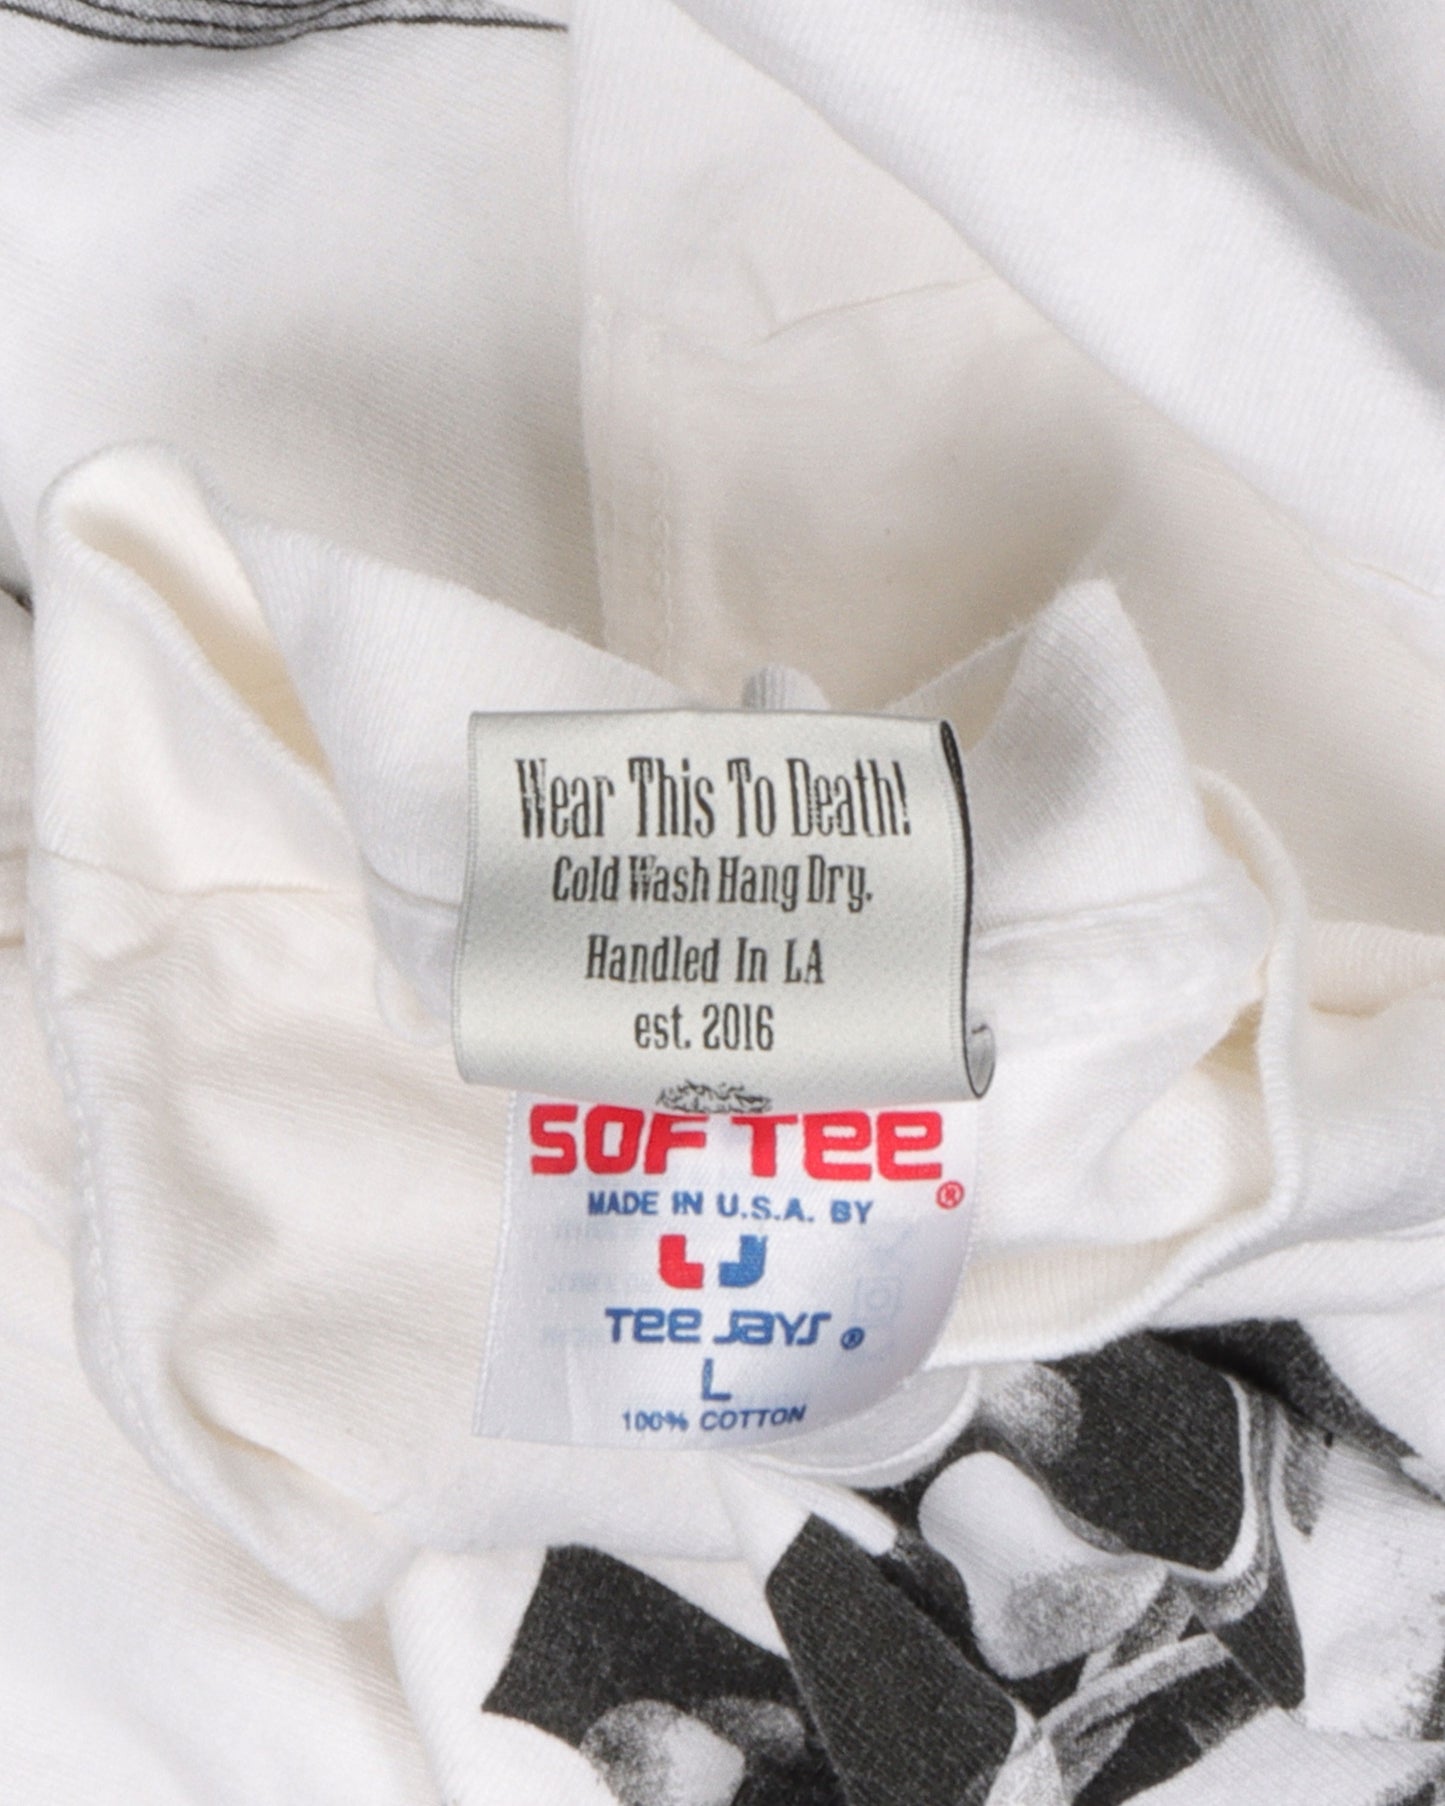 Wear This To Death!
Cold Wash Hang Dry.
Handled In LA
est. 2016
SOF TEE®
MADE IN U.S.A. BY
TEE JAYS®
L
100% COTTON